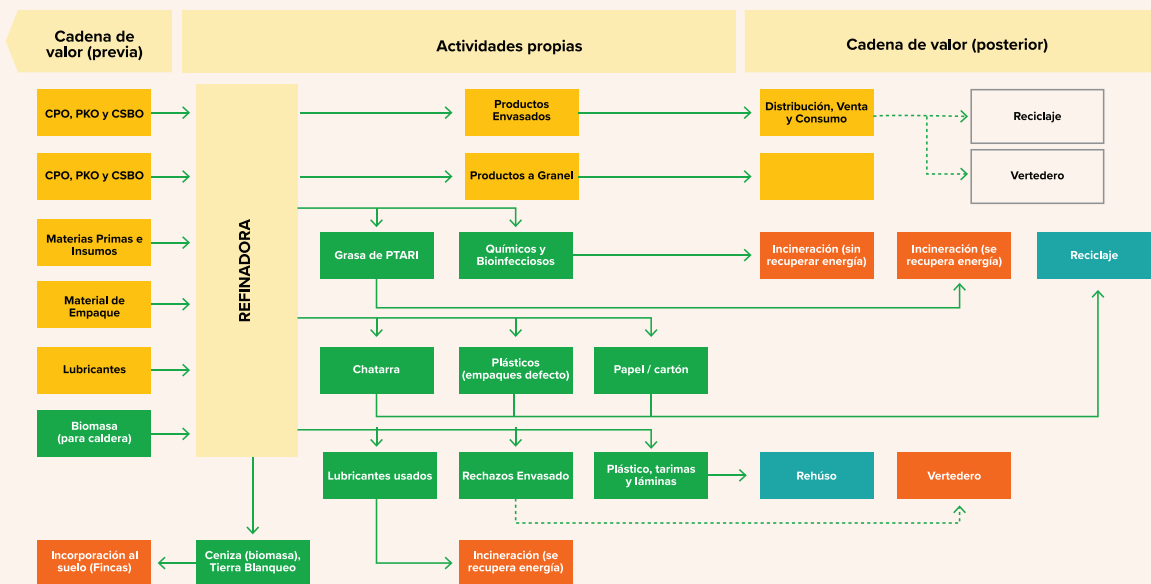 Cadena de
valor (previa)
Actividades propias
Cadena de valor (posterior)
CPO, PKO y CSBO
Productos
Envasados
Distribución, Venta
y Consumo
Reciclaje
CPO, PKO y CSBO
Productos a Granel
Vertedero
REFINADORA
Materias Primas e
Insumos
Grasa de PTARI
Químicos y
Bioinfecciosos
Incineración (sin
recuperar energía)
Incineración (se
recupera energía)
Reciclaje
Material de
Empaque
Lubricantes
Chatarra
Plásticos
(empaques defecto)
Papel / cartón
Biomasa
(para caldera)
Lubricantes usados
Rechazos Envasado
Plástico, tarimas
y láminas
Rehúso
Vertedero
Incorporación al
suelo (Fincas)
Ceniza (biomasa),
Tierra Blanqueo
Incineración (se
recupera energía)